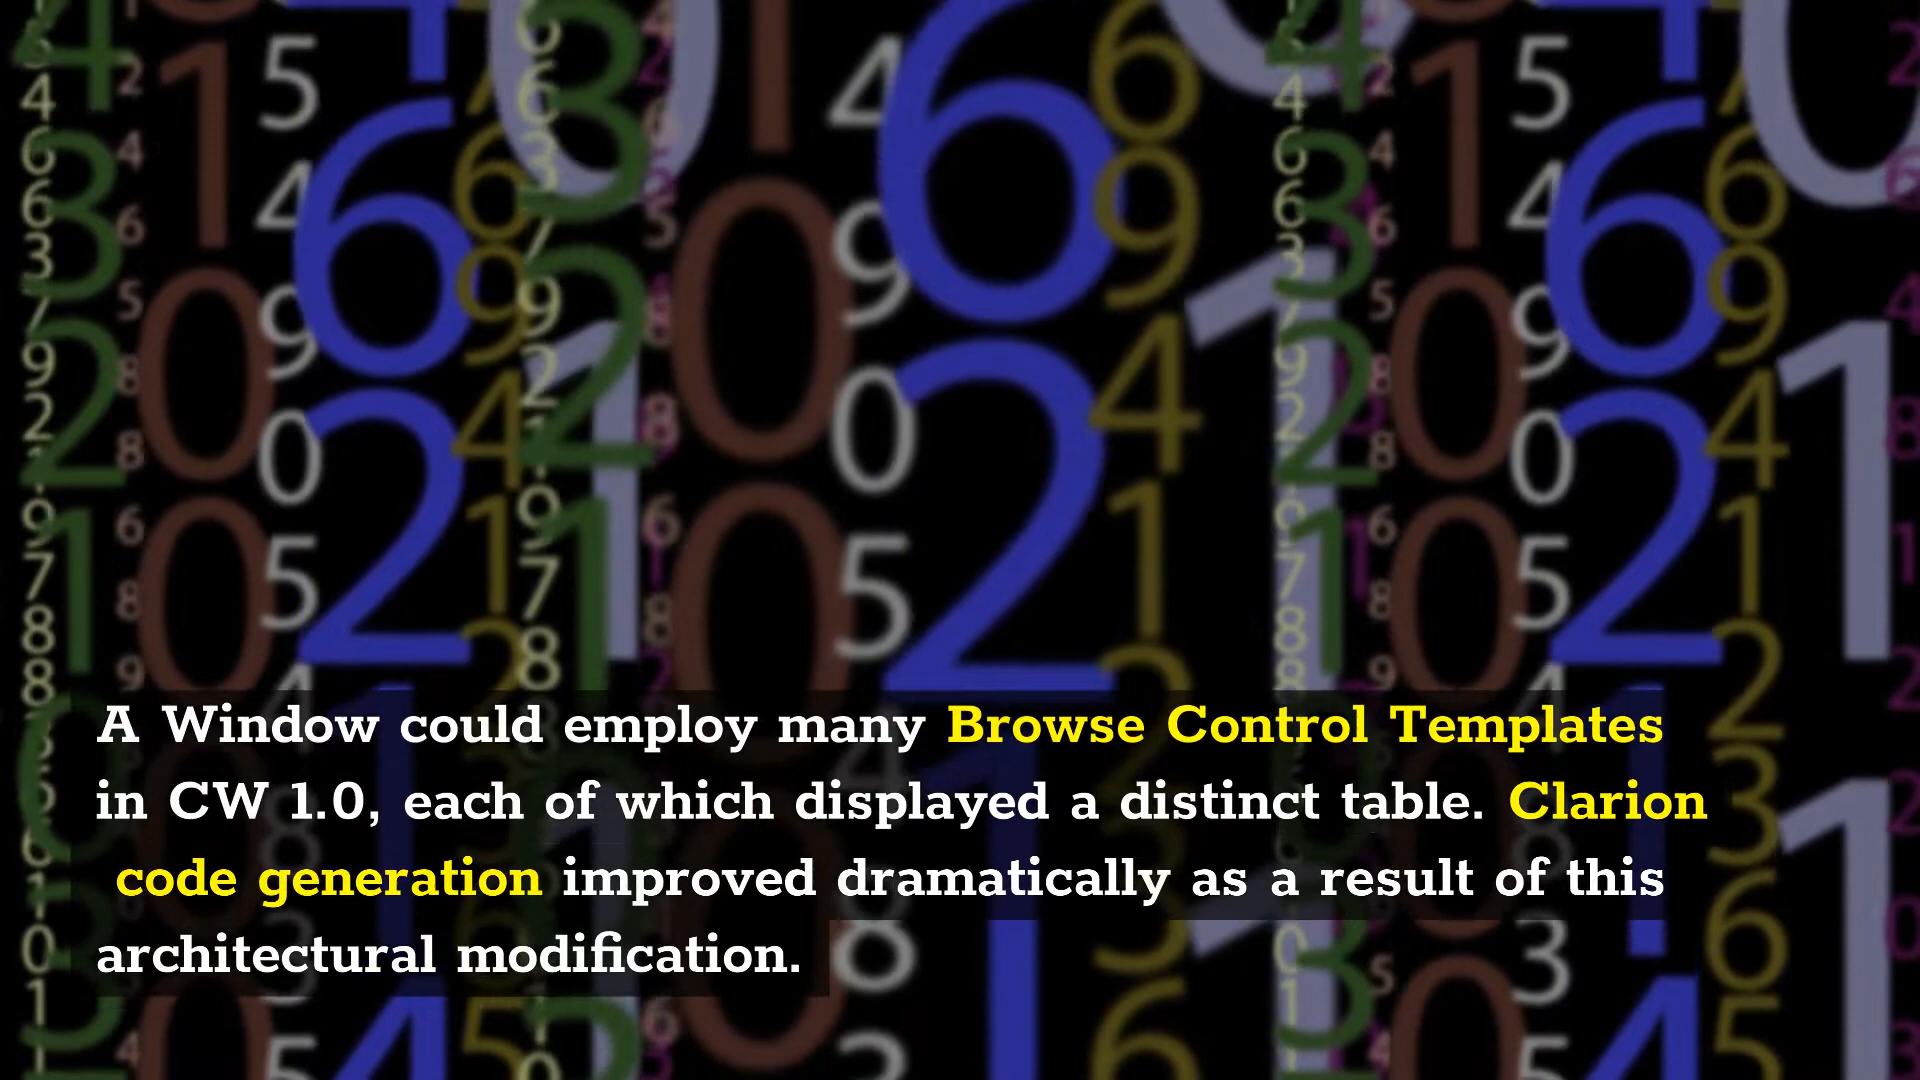 A Window could employ many Browse Control Templates
in CW 1.0, each of which displayed a distinct table. Clarion
code generation improved dramatically as a result of this
architectural modification.